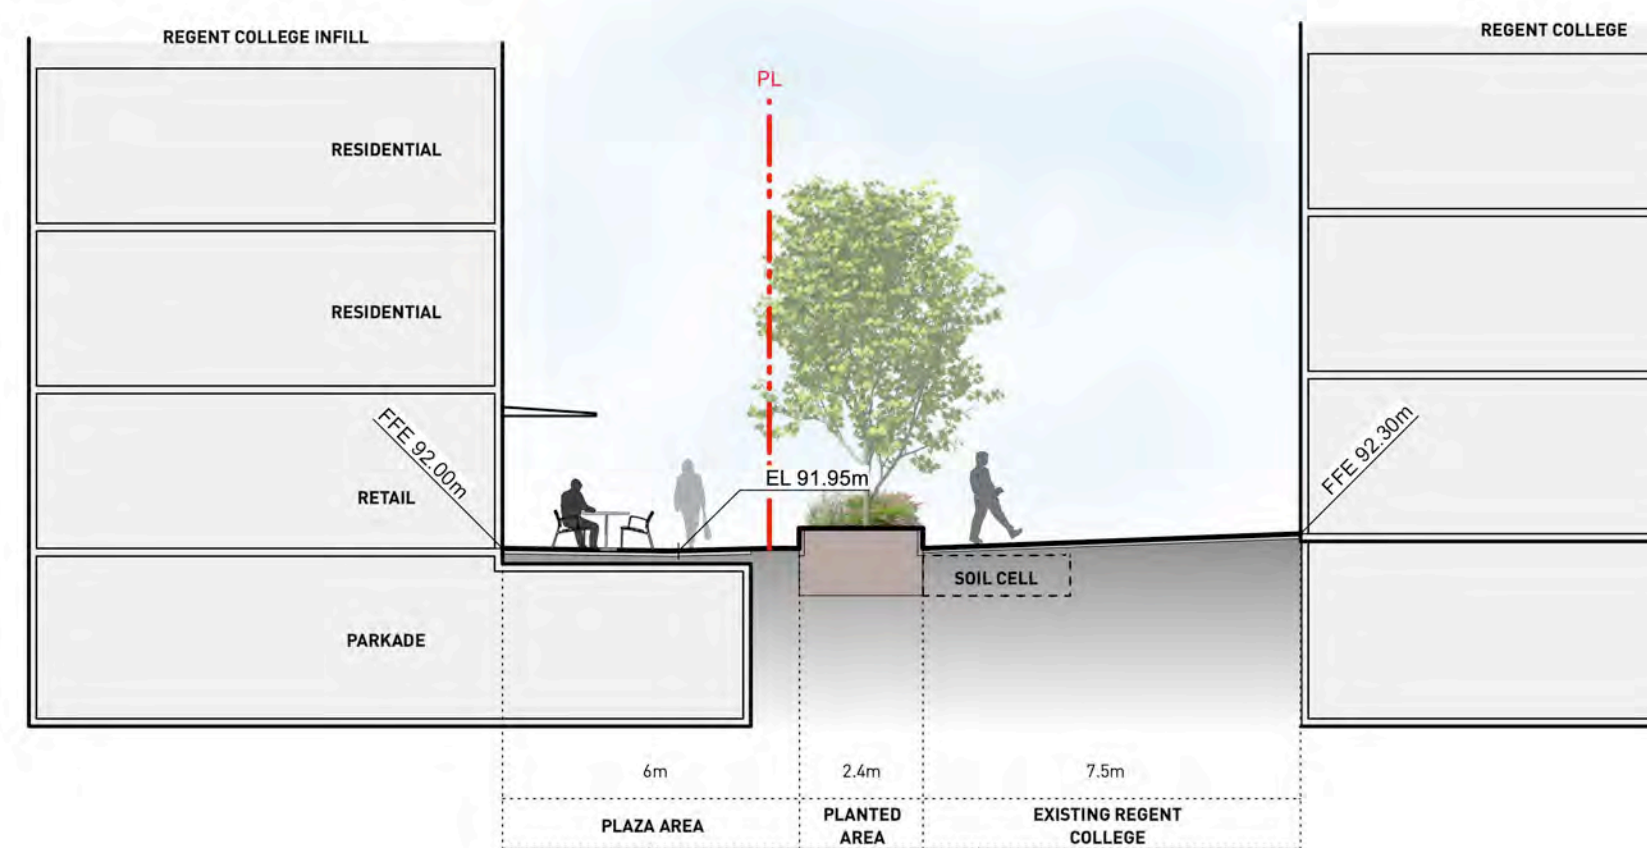 REGENT COLLEGE INFILL
REGENT COLLEGE
PL
RESIDENTIAL
RESIDENTIAL
FFE 92.00m
FFE 92.30m
EL 91.95m
RETAIL
SOIL CELL
PARKADE
6m
2.4m
7.5m
PLAZA AREA
PLANTED
AREA
EXISTING REGENT
COLLEGE